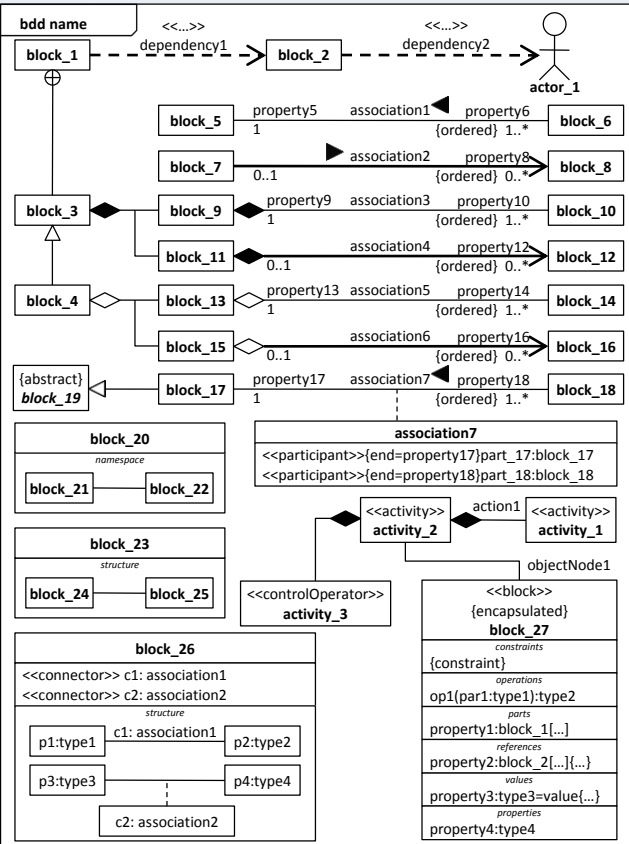 bdd name
<<...>> <<...>>
block_1 dependency1 block_2 dependency2
actor_1
property5 association1 property6
block_5 block_6
1 {ordered} 1..*
association2 property8
block_7 block_8
0..1 {ordered} 0..*
property9 association3 property10
block_3 block_9 block_10
1 {ordered} 1..*
association4 property12
block_11 block_12
0..1 {ordered} 0..*
property13 association5 property14
block_4 block_13 block_14
1 {ordered} 1..*
association6 property16
block_15 block_16
0..1 {ordered} 0..*
{abstract}
block_19
property17 association7 property18
block_17 block_18
1 {ordered} 1..*
association7
<<participant>>{end=property17}part_17:block_17
<<participant>>{end=property18}part_18:block_18
block_20
namespace
block_21 block_22
block_23
structure
block_24 block_25
<<activity>>
activity_2
action1
<<activity>>
activity_1
objectNode1
<<controlOperator>>
activity_3
<<block>>
{encapsulated}
block_27
constraints
{constraint}
operations
op1(par1:type1):type2
parts
property1:block_1[...]
references
property2:block_2[...]{...}
values
property3:type3=value{...}
properties
property4:type4
block_26
<<connector>> c1: association1
<<connector>> c2: association2
structure
p1:type1 c1: association1 p2:type2
p3:type3 p4:type4
c2: association2